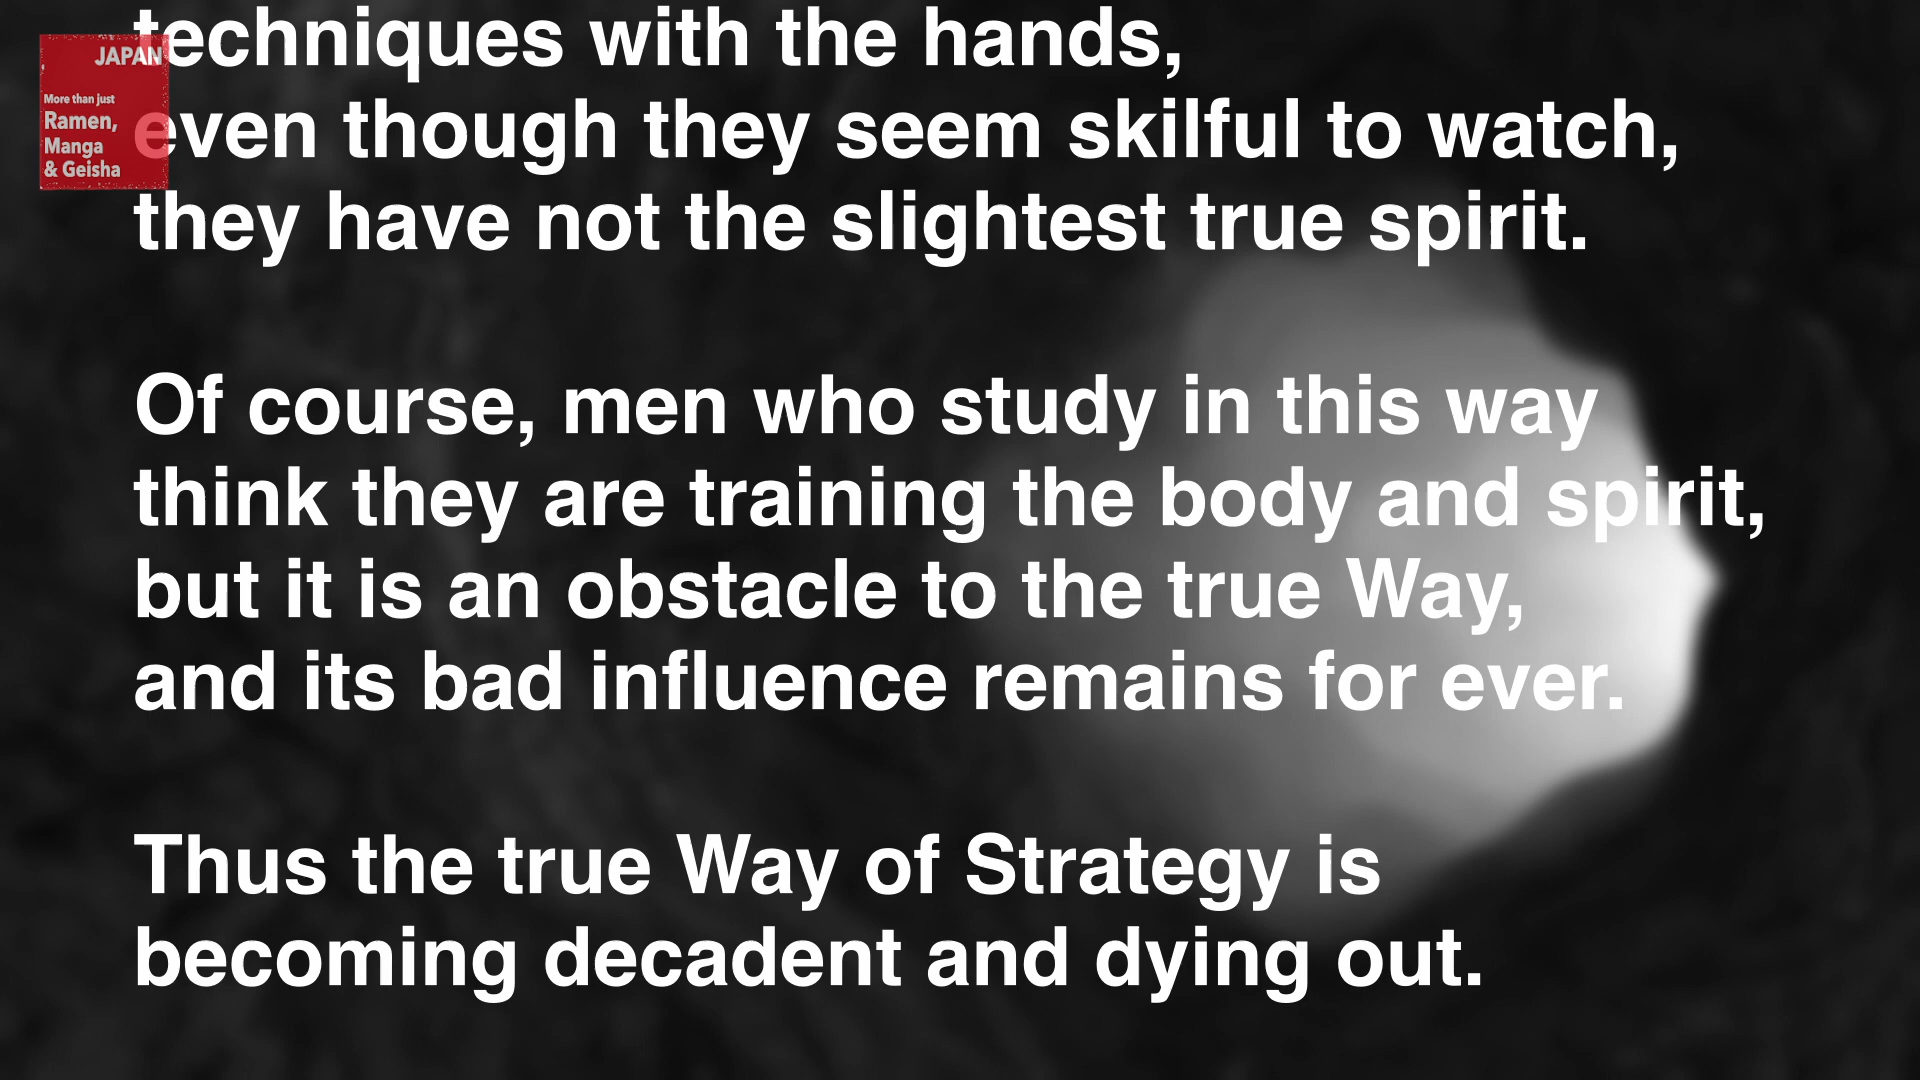 JAPAN
More than just
Ramen,
Manga
& Geisha
techniques with the hands,
even though they seem skilful to watch,
they have not the slightest true spirit.
Of course, men who study in this way
think they are training the body and spirit,
but it is an obstacle to the true Way,
and its bad influence remains for ever.
Thus the true Way of Strategy is
becoming decadent and dying out.